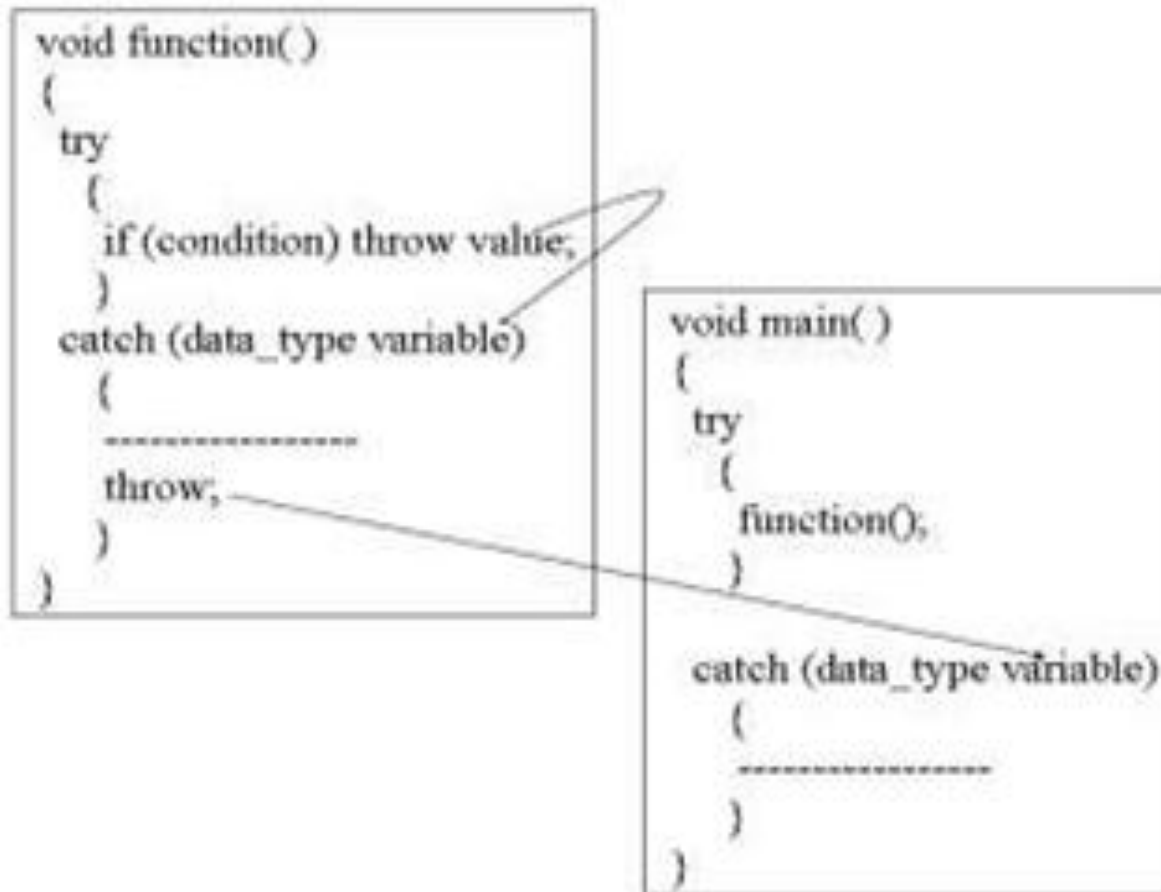 void function( )
{
try
{
if (condition) throw value;
}
catch (data_type variable)
{
-----------------
throw;
}
}
void main( )
{
try
{
function();
}
catch (data_type variable)
{
-----------------
}
}